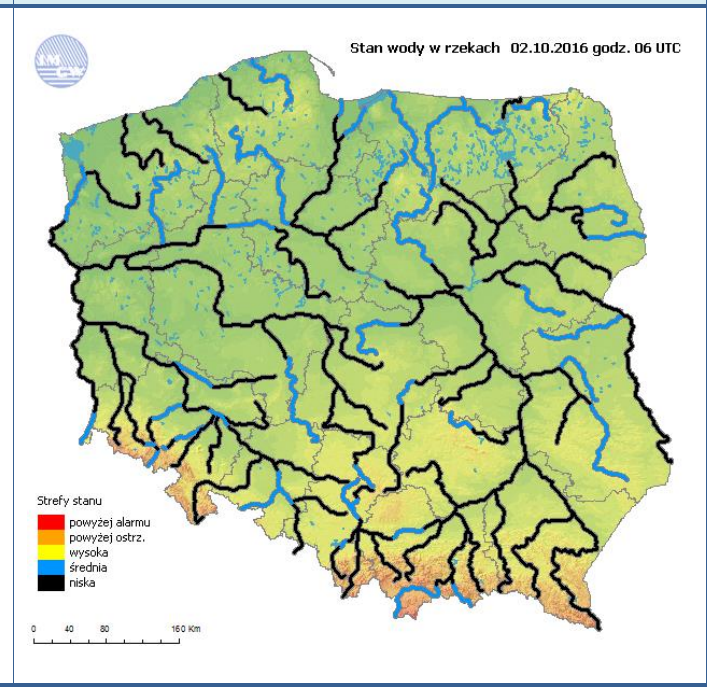 Stan wody w rzekach 02.10.2016 godz. 06 UTC
Strefy stanu
powyżej alarmu
powyżej ostrz.
wysoka
średnia
niska
0 40 80 160 Km